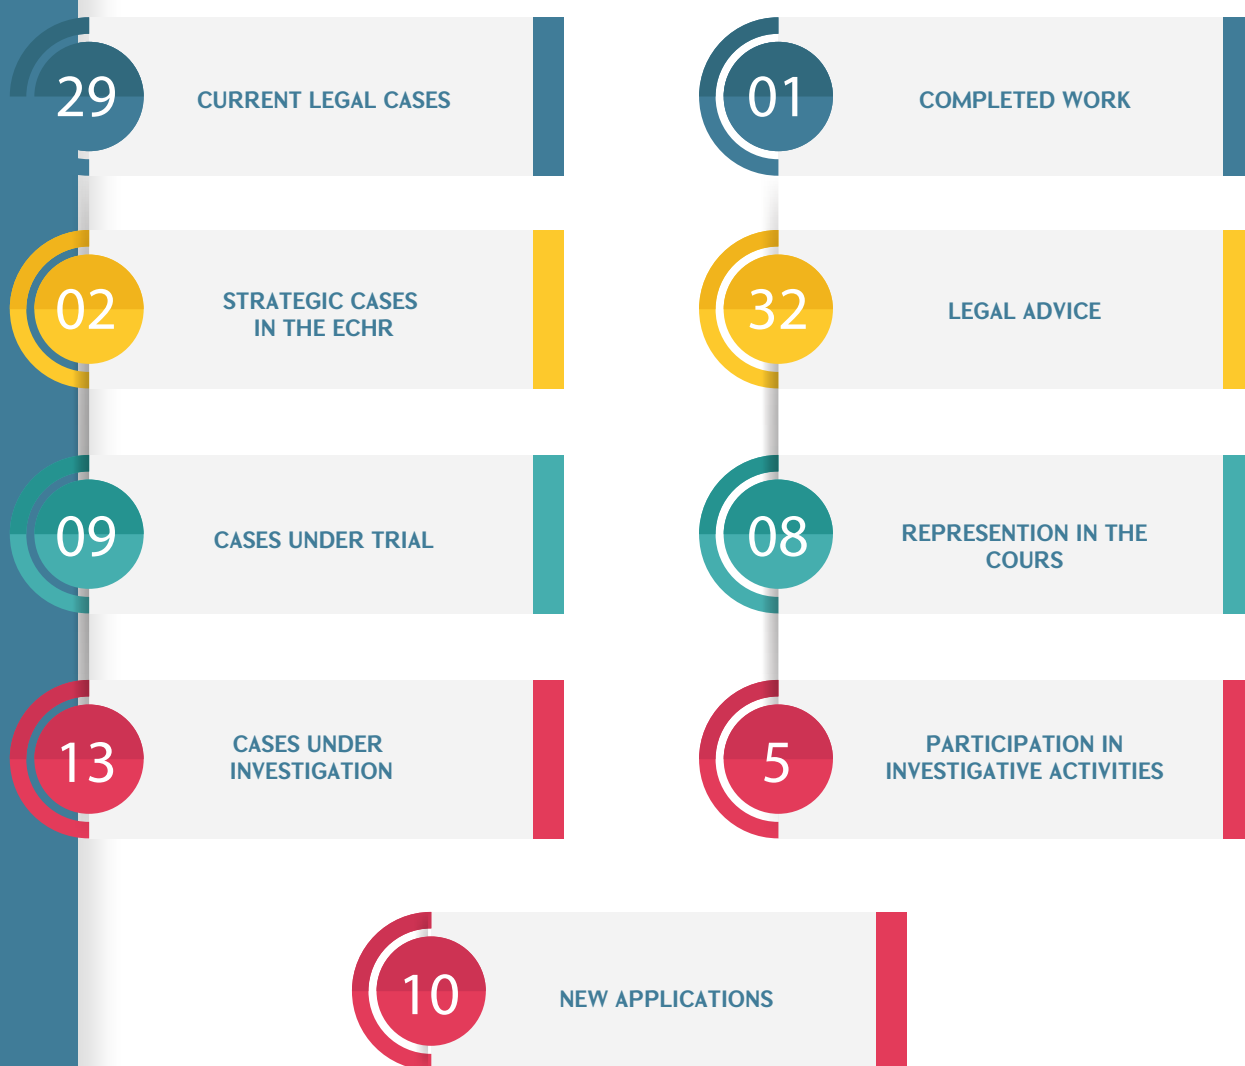 29
CURRENT LEGAL CASES
01
COMPLETED WORK
02
STRATEGIC CASES
IN THE ECHR
32
LEGAL ADVICE
09
CASES UNDER TRIAL
08
REPRESENTION IN THE
COURS
13
CASES UNDER
INVESTIGATION
5
PARTICIPATION IN
INVESTIGATIVE ACTIVITIES
10
NEW APPLICATIONS